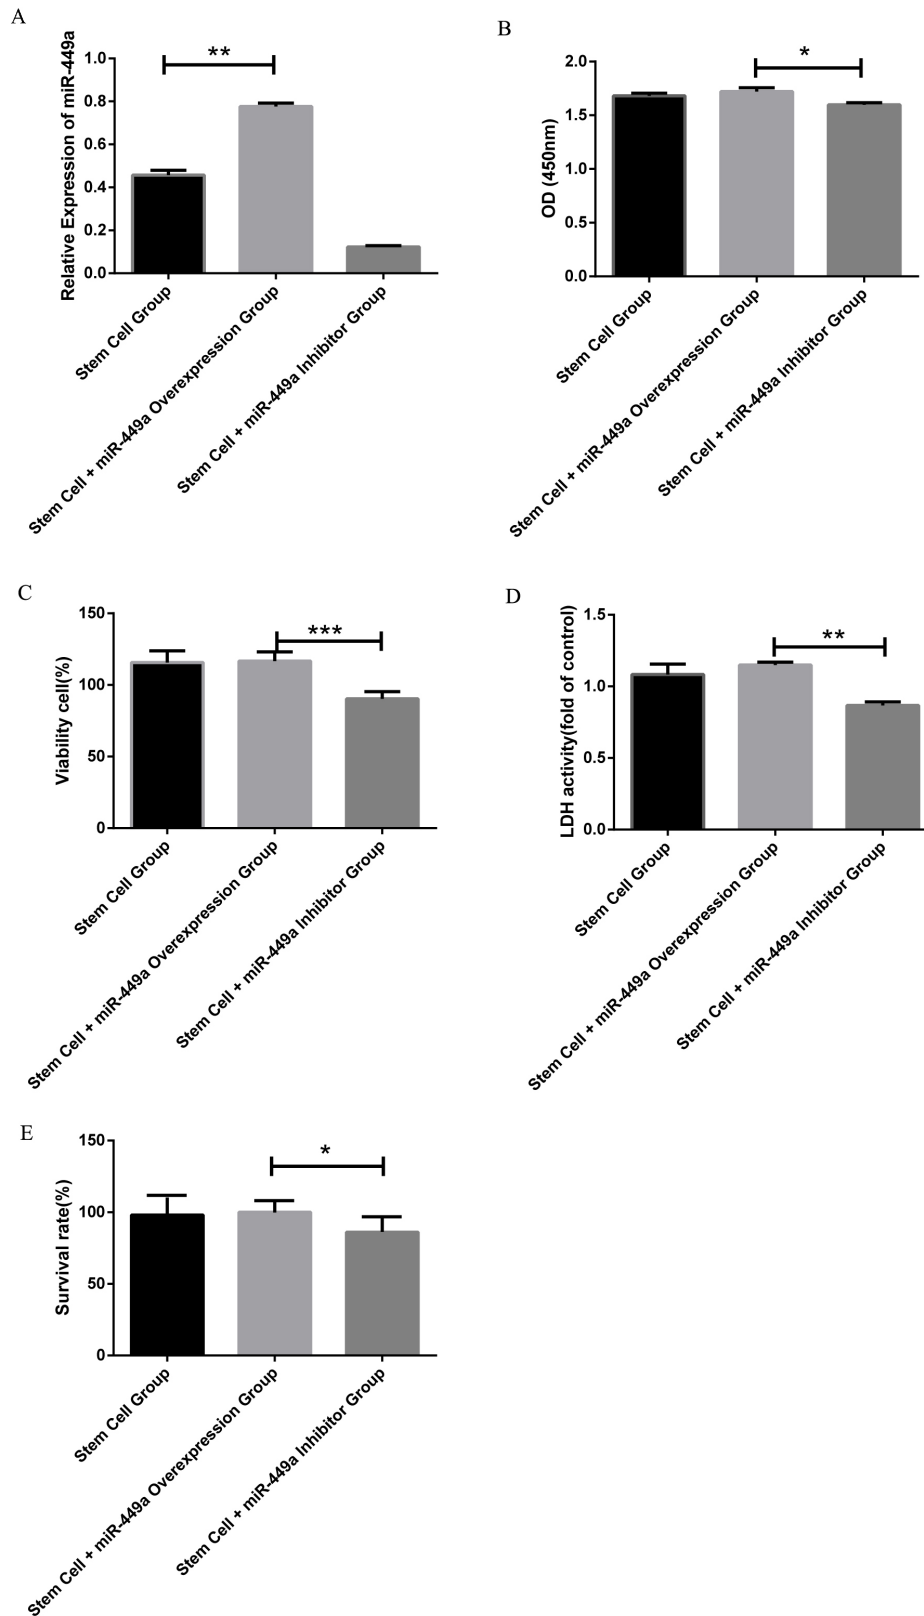 A
Relative Expression of miR-449a
1.0
0.8
0.6
0.4
0.2
0.0
**
Stem Cell Group
Stem Cell + miR-449a Overexpression Group
Stem Cell + miR-449a Inhibitor Group
B
OD (450nm)
2.0
1.5
1.0
0.5
0.0
*
Stem Cell Group
Stem Cell + miR-449a Overexpression Group
Stem Cell + miR-449a Inhibitor Group
C
Viability cell(%)
150
100
50
0
***
Stem Cell Group
Stem Cell + miR-449a Overexpression Group
Stem Cell + miR-449a Inhibitor Group
D
LDH activity(fold of control)
1.5
1.0
0.5
0.0
**
Stem Cell Group
Stem Cell + miR-449a Overexpression Group
Stem Cell + miR-449a Inhibitor Group
E
Survival rate(%)
150
100
50
0
*
Stem Cell Group
Stem Cell + miR-449a Overexpression Group
Stem Cell + miR-449a Inhibitor Group